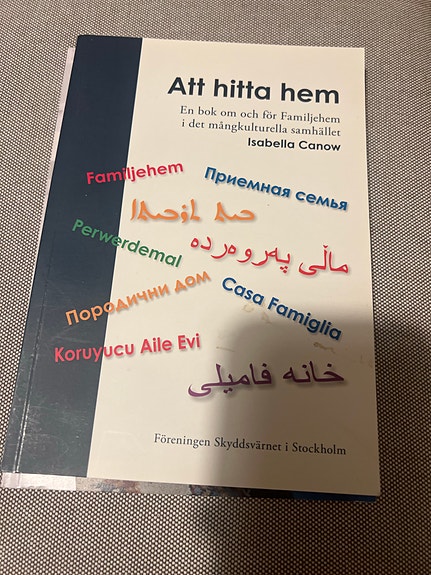 Att hitta hem
En bok om och för Familjehem
i det mångkulturella samhället
Isabella Canow
Familjehem
Приемная семья
Perwerdemal
ماڵی پەروەردە
Породични дом
Casa Famiglia
Koruyucu Aile Evi
خانه فامیلی
Föreningen Skyddsvärnet i Stockholm